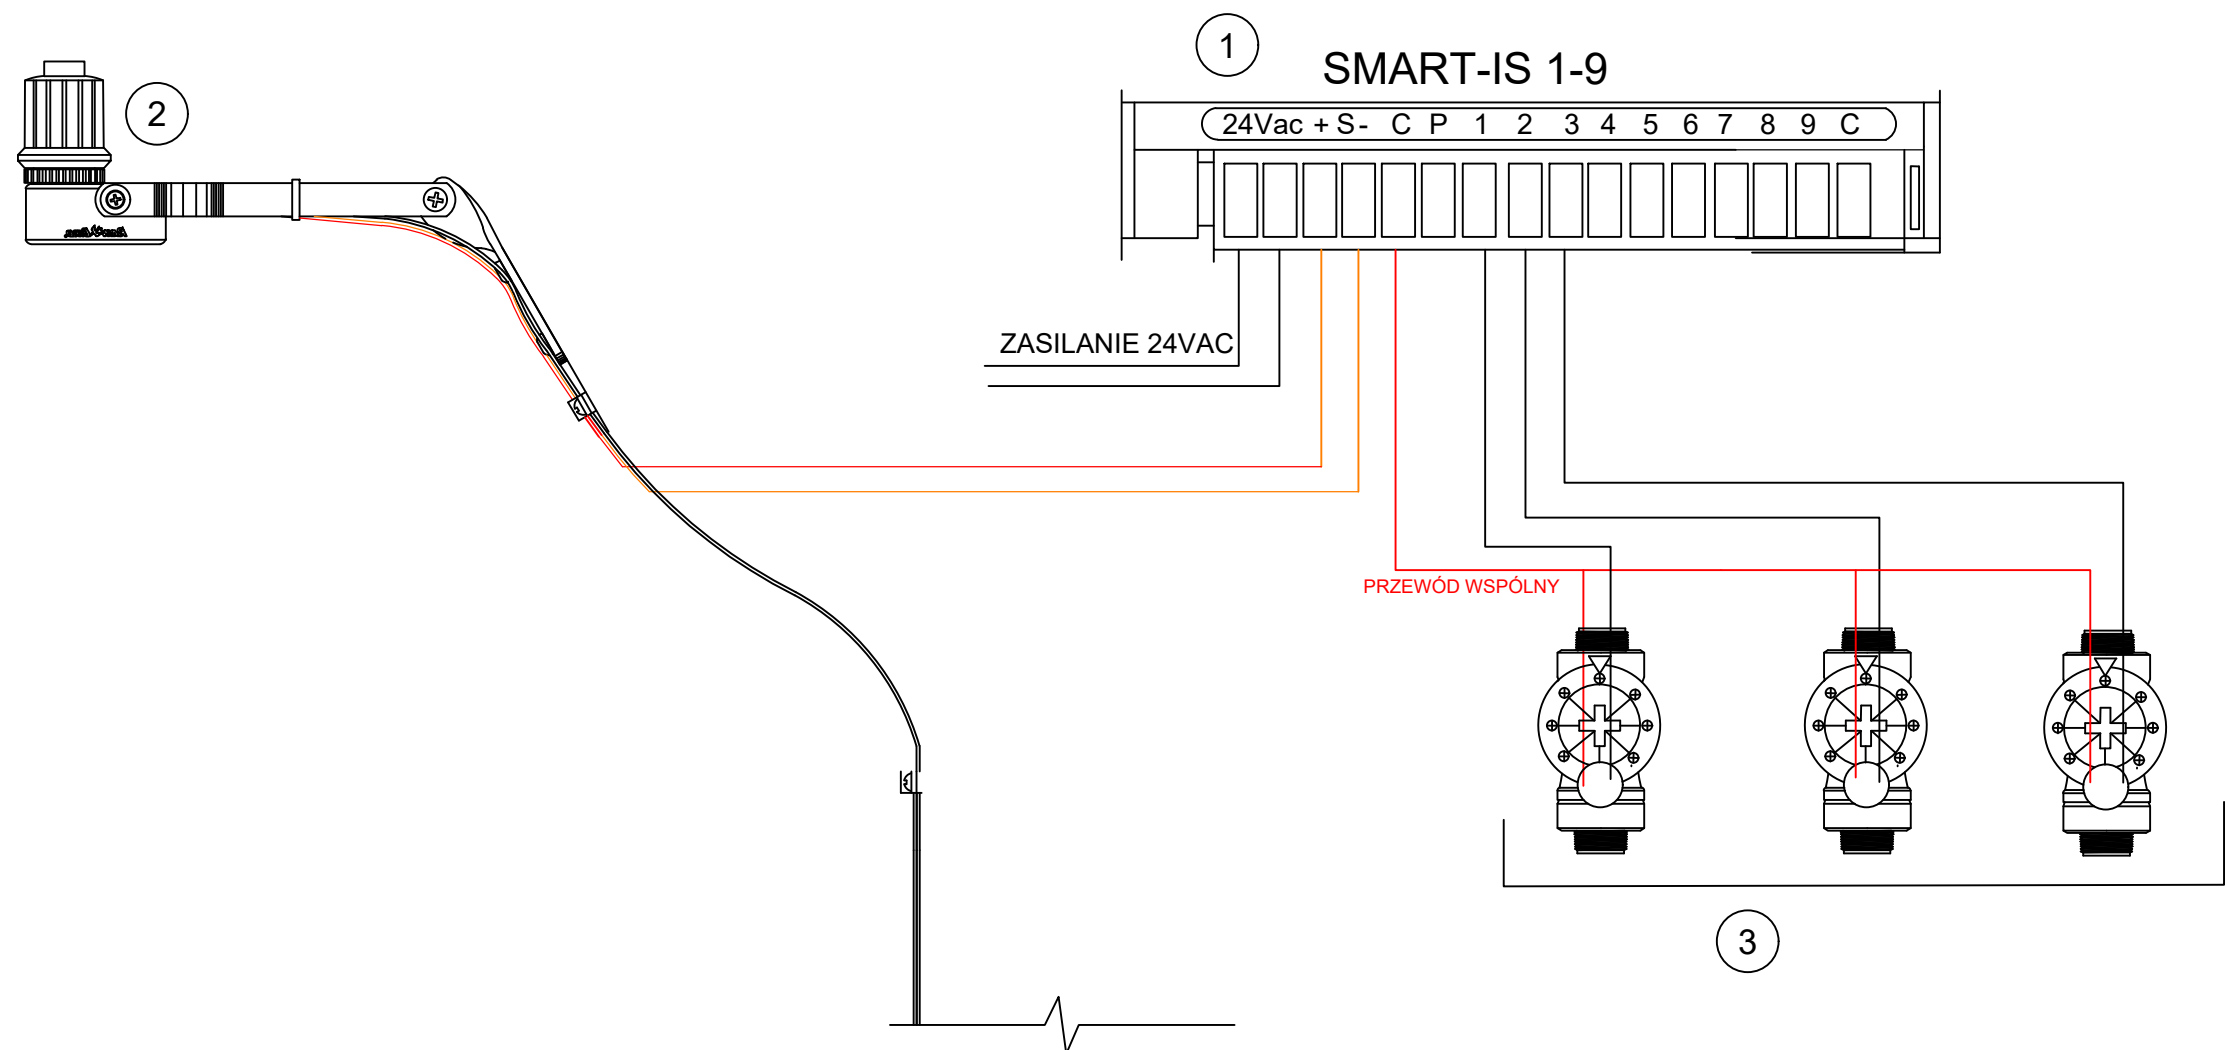 1
SMART-IS 1-9
2
24Vac + S - C P 1 2 3 4 5 6 7 8 9 C
ZASILANIE 24VAC
PRZEWÓD WSPÓLNY
3